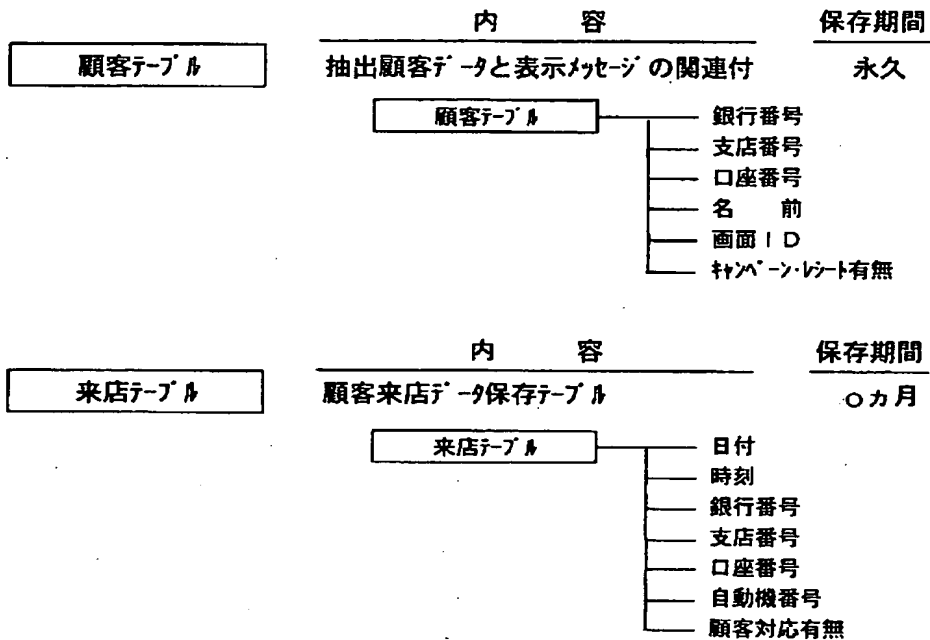 内　　容　　保存期間
顧客テーブル　抽出顧客データと表示メッセージの関連付　永久
顧客テーブル　銀行番号
支店番号
口座番号
名　　前
画面ＩＤ
キャンペーン・レシート有無
内　　容　　保存期間
来店テーブル　顧客来店データ保存テーブル　○ヵ月
来店テーブル　日付
時刻
銀行番号
支店番号
口座番号
自動機番号
顧客対応有無